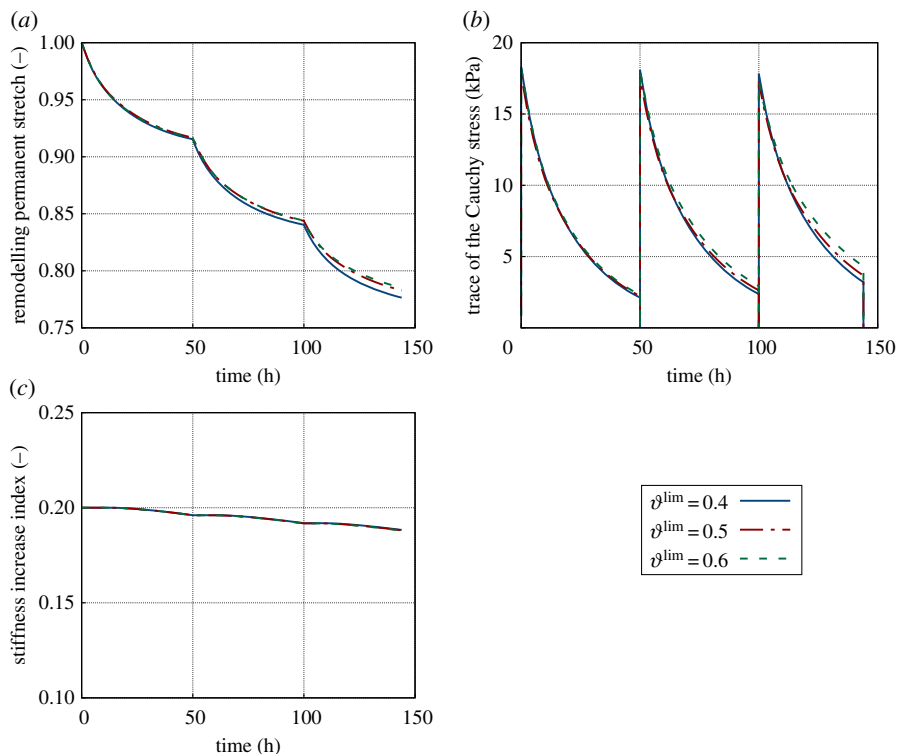 (a)
1.00
0.95
0.90
0.85
0.80
0.75
remodelling permanent stretch (–)
0
50
100
150
time (h)
(b)
20
15
10
5
trace of the Cauchy stress (kPa)
0
50
100
150
time (h)
(c)
0.25
0.20
0.15
0.10
stiffness increase index (–)
0
50
100
150
time (h)
ϑlim = 0.4
ϑlim = 0.5
ϑlim = 0.6